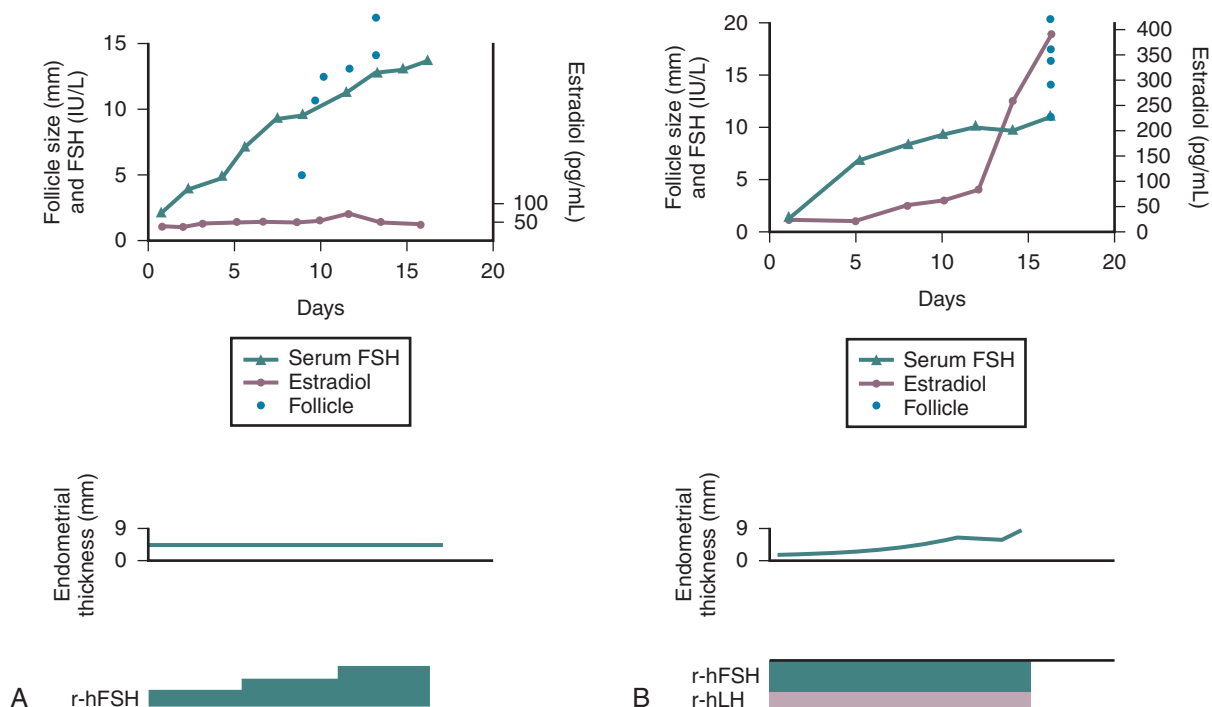 15
10
5
0
Follicle size (mm)
and FSH (IU/L)
100
50
Estradiol (pg/mL)
0 5 10 15 20
Days
Serum FSH
Estradiol
Follicle
9
0
Endometrial
thickness (mm)
A
r-hFSH
20
15
10
5
0
Follicle size (mm)
and FSH (IU/L)
400
350
300
250
200
150
100
50
0
Estradiol (pg/mL)
0 5 10 15 20
Days
Serum FSH
Estradiol
Follicle
9
0
Endometrial
thickness (mm)
B
r-hFSH
r-hLH